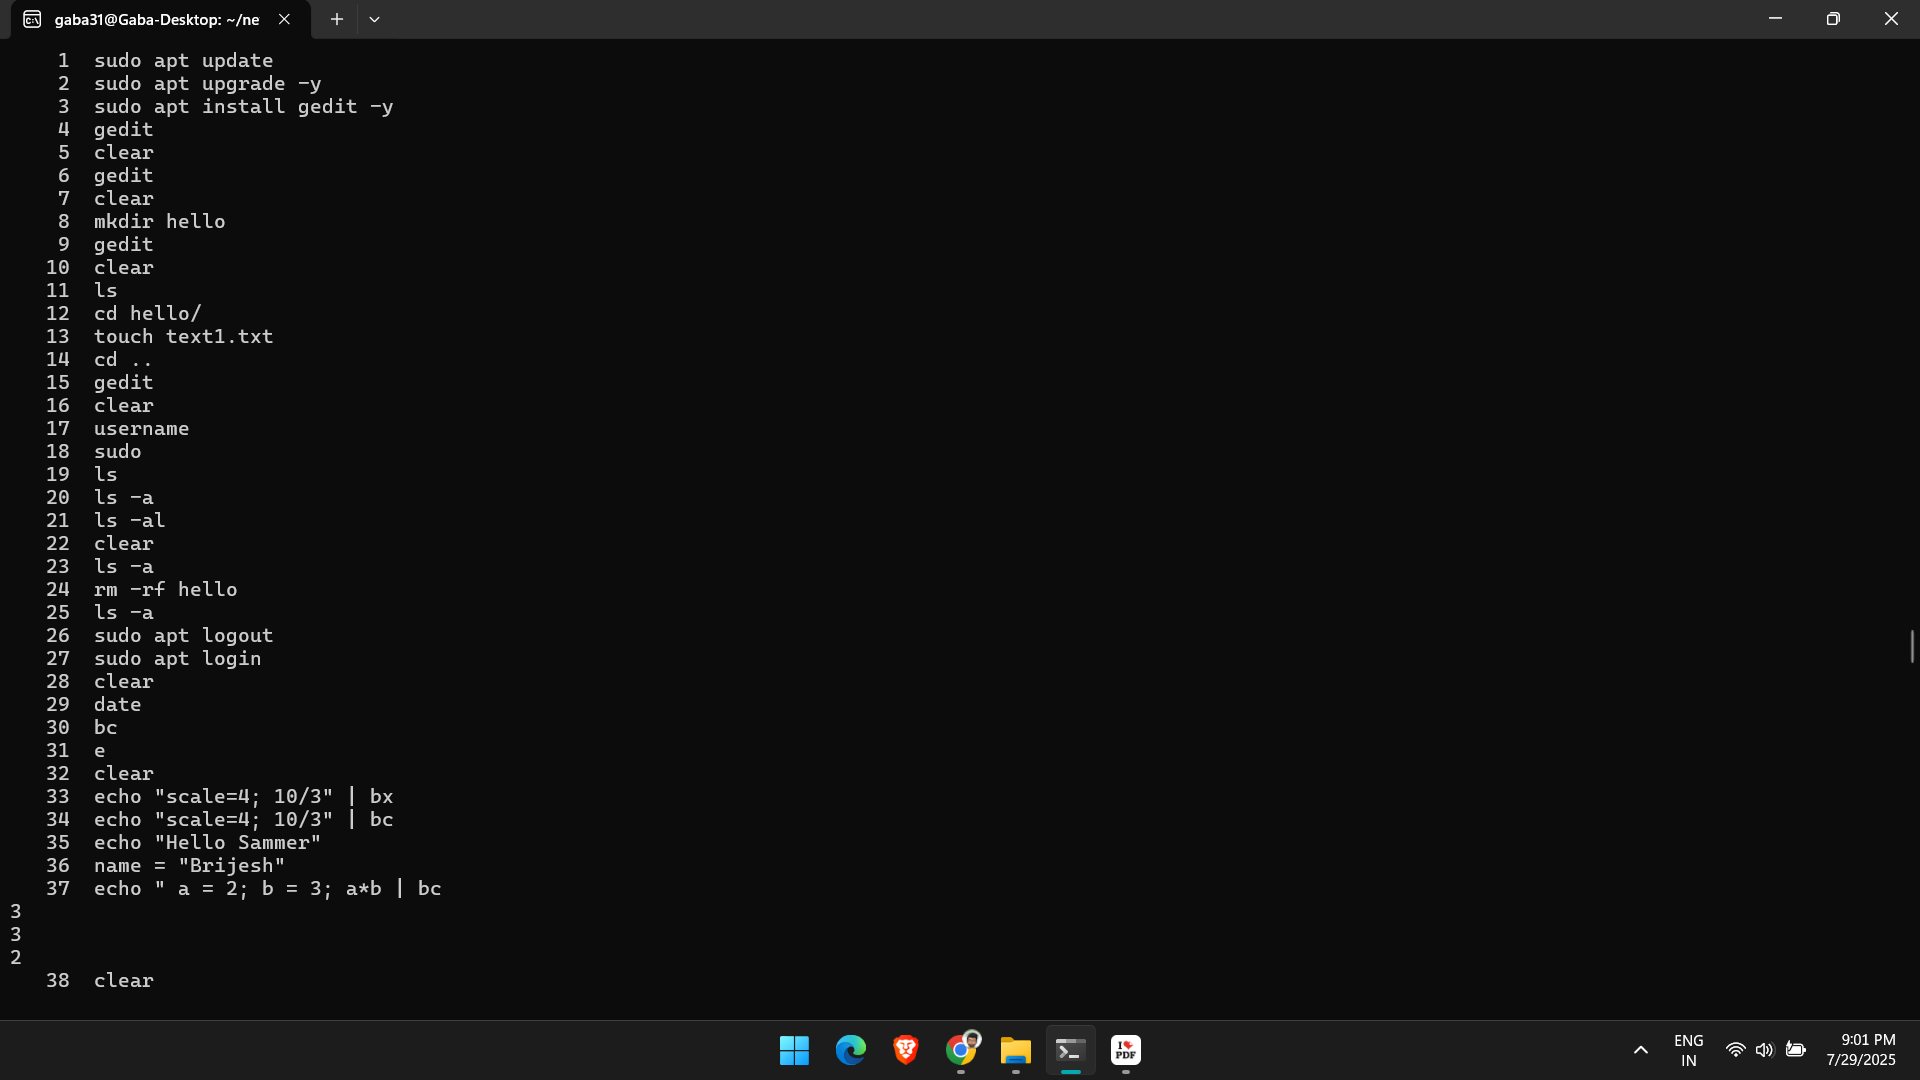 gaba31@Gaba-Desktop: ~/ne
1 sudo apt update
2 sudo apt upgrade -y
3 sudo apt install gedit -y
4 gedit
5 clear
6 gedit
7 clear
8 mkdir hello
9 gedit
10 clear
11 ls
12 cd hello/
13 touch text1.txt
14 cd ..
15 gedit
16 clear
17 username
18 sudo
19 ls
20 ls -a
21 ls -al
22 clear
23 ls -a
24 rm -rf hello
25 ls -a
26 sudo apt logout
27 sudo apt login
28 clear
29 date
30 bc
31 e
32 clear
33 echo "scale=4; 10/3" | bx
34 echo "scale=4; 10/3" | bc
35 echo "Hello Sammer"
36 name = "Brijesh"
37 echo " a = 2; b = 3; a*b | bc
3
3
2
38 clear
I PDF
ENG
IN
9:01 PM
7/29/2025